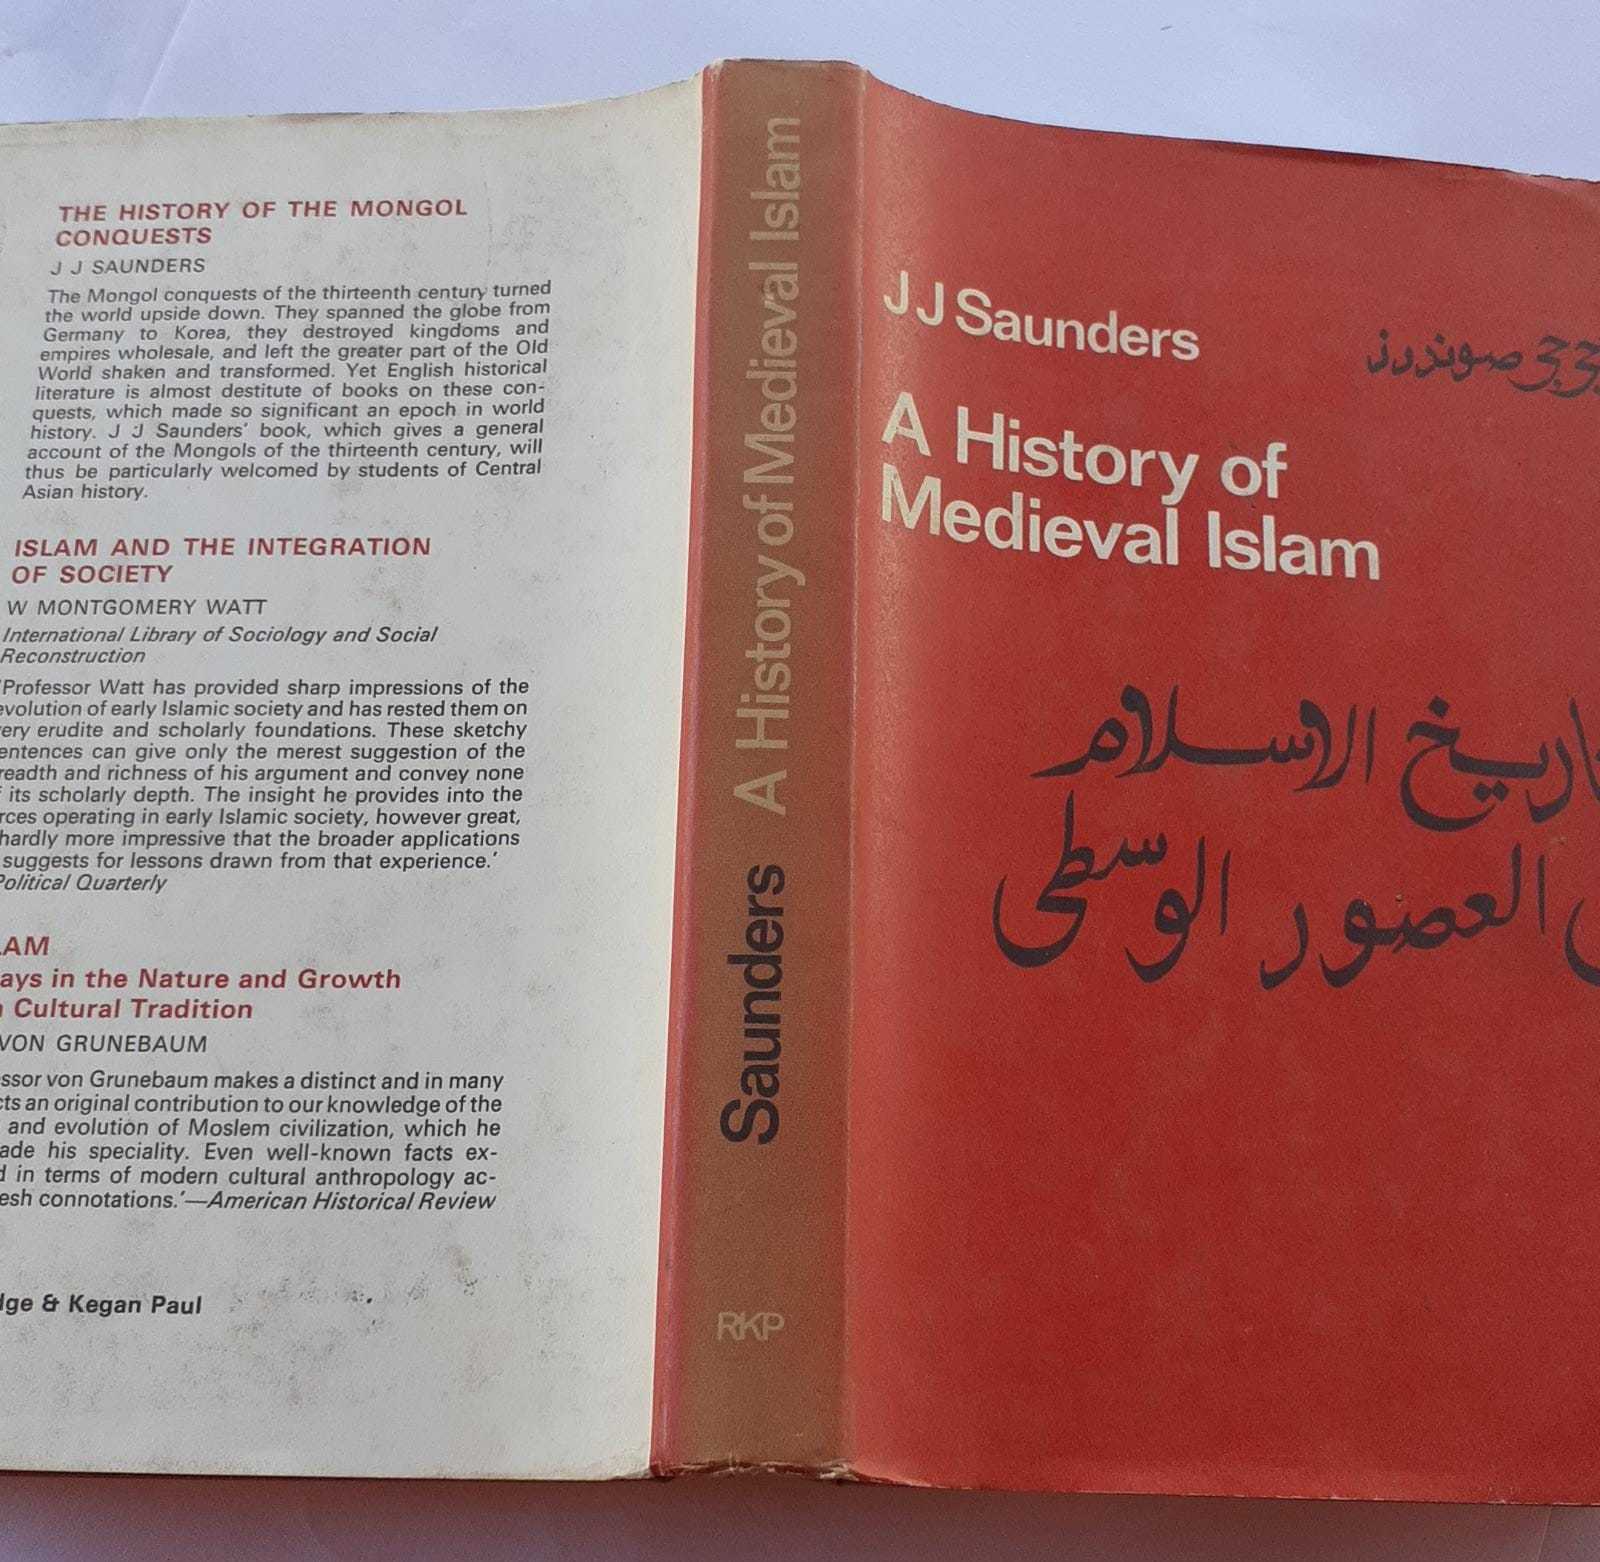 THE HISTORY OF THE MONGOL
CONQUESTS
J J SAUNDERS
The Mongol conquests of the thirteenth century turned
the world upside down. They spanned the globe from
Germany to Korea, they destroyed kingdoms and
empires wholesale, and left the greater part of the Old
World shaken and transformed. Yet English historical
literature is almost destitute of books on these con-
quests, which made so significant an epoch in world
history. J J Saunders' book, which gives a general
account of the Mongols of the thirteenth century, will
thus be particularly welcomed by students of Central
Asian history.
ISLAM AND THE INTEGRATION
OF SOCIETY
W MONTGOMERY WATT
International Library of Sociology and Social
Reconstruction
'Professor Watt has provided sharp impressions of the
evolution of early Islamic society and has rested them on
very erudite and scholarly foundations. These sketchy
entences can give only the merest suggestion of the
readth and richness of his argument and convey none
its scholarly depth. The insight he provides into the
rces operating in early Islamic society, however great,
hardly more impressive that the broader applications
suggests for lessons drawn from that experience.'
Political Quarterly
LAM
ays in the Nature and Growth
Cultural Tradition
VON GRUNEBAUM
ssor von Grunebaum makes a distinct and in many
cts an original contribution to our knowledge of the
and evolution of Moslem civilization, which he
ade his speciality. Even well-known facts ex-
d in terms of modern cultural anthropology ac-
esh connotations.'—American Historical Review
dge & Kegan Paul
Saunders A History of Medieval Islam
RKP
J J Saunders
ج ج صوندرز
A History of
Medieval Islam
تاريخ الاسلام
العصور الوسطى